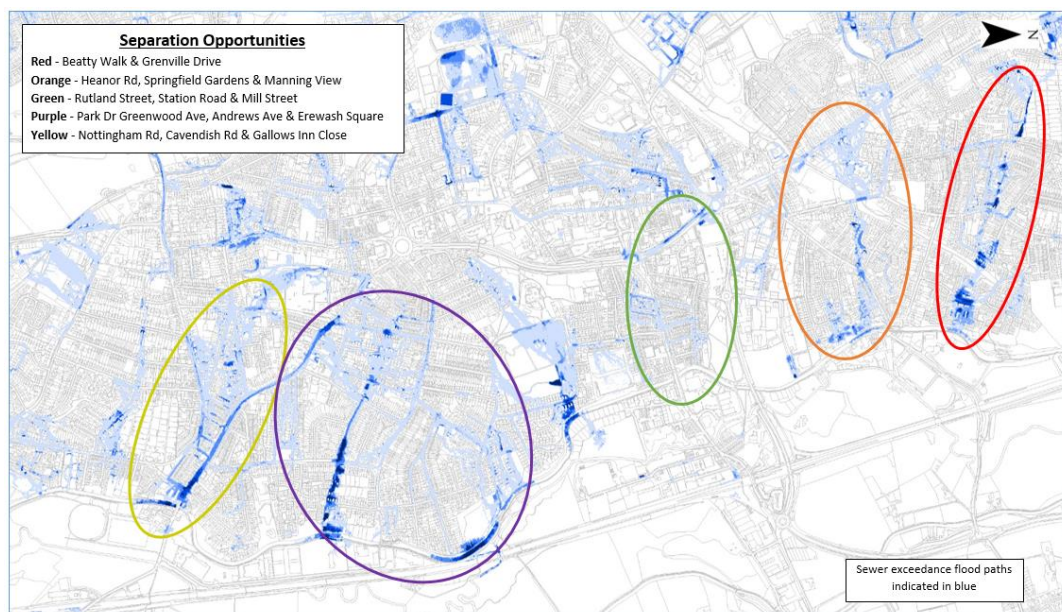 Separation Opportunities
Red - Beatty Walk & Grenville Drive
Orange - Heanor Rd, Springfield Gardens & Manning View
Green - Rutland Street, Station Road & Mill Street
Purple - Park Dr Greenwood Ave, Andrews Ave & Erewash Square
Yellow - Nottingham Rd, Cavendish Rd & Gallows Inn Close
N
Sewer exceedance flood paths
indicated in blue